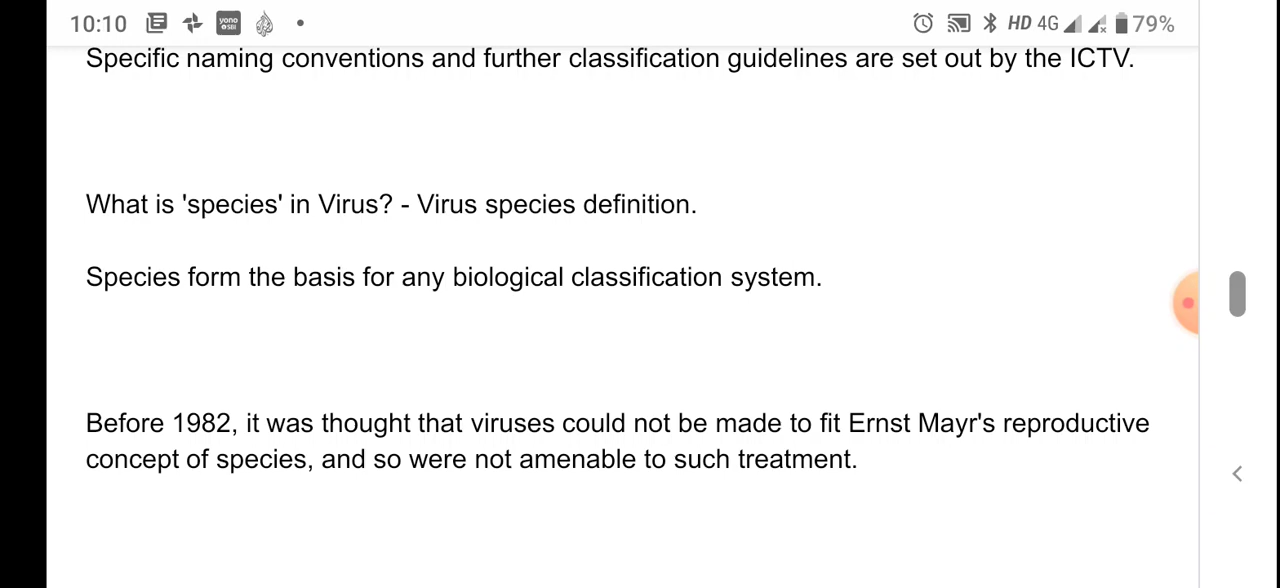 10:10 yono SBI HD 4G 79%
Specific naming conventions and further classification guidelines are set out by the ICTV.
What is 'species' in Virus? - Virus species definition.
Species form the basis for any biological classification system.
Before 1982, it was thought that viruses could not be made to fit Ernst Mayr's reproductive
concept of species, and so were not amenable to such treatment.